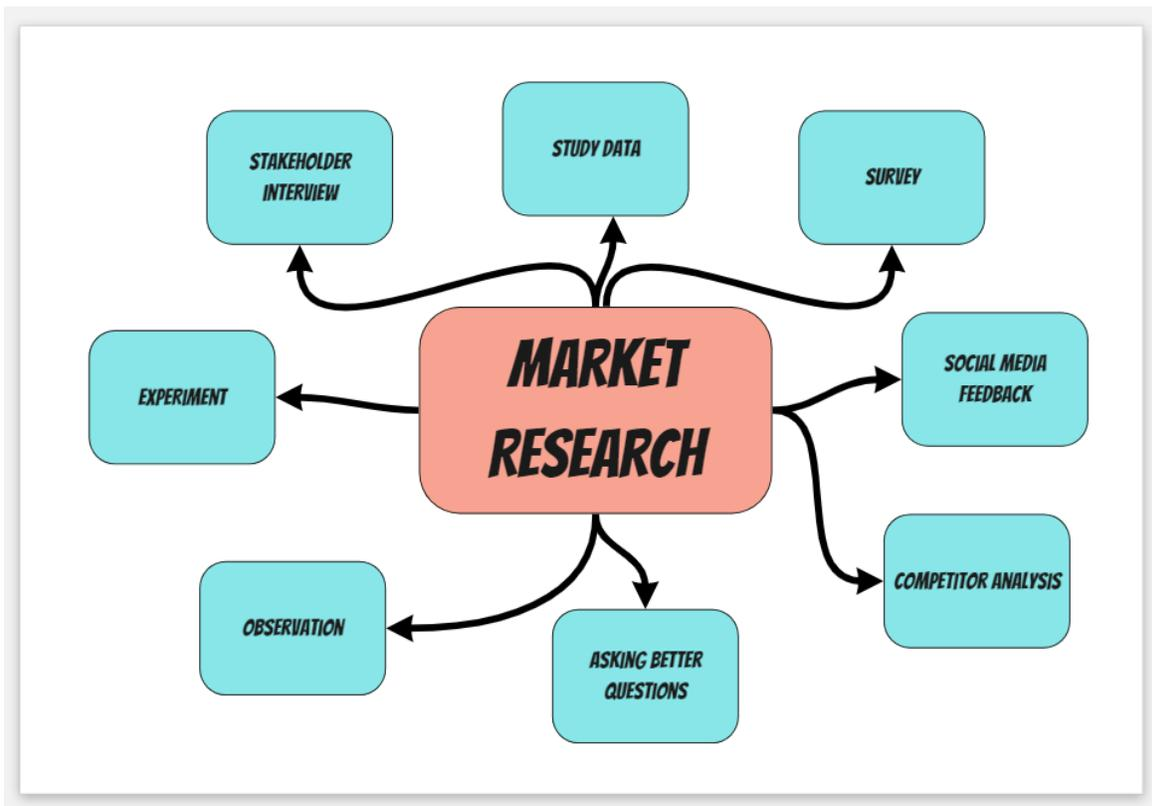 STUDY DATA
STAKEHOLDER
INTERVIEW
SURVEY
MARKET
RESEARCH
SOCIAL MEDIA
FEEDBACK
EXPERIMENT
COMPETITOR ANALYSIS
OBSERVATION
ASKING BETTER
QUESTIONS